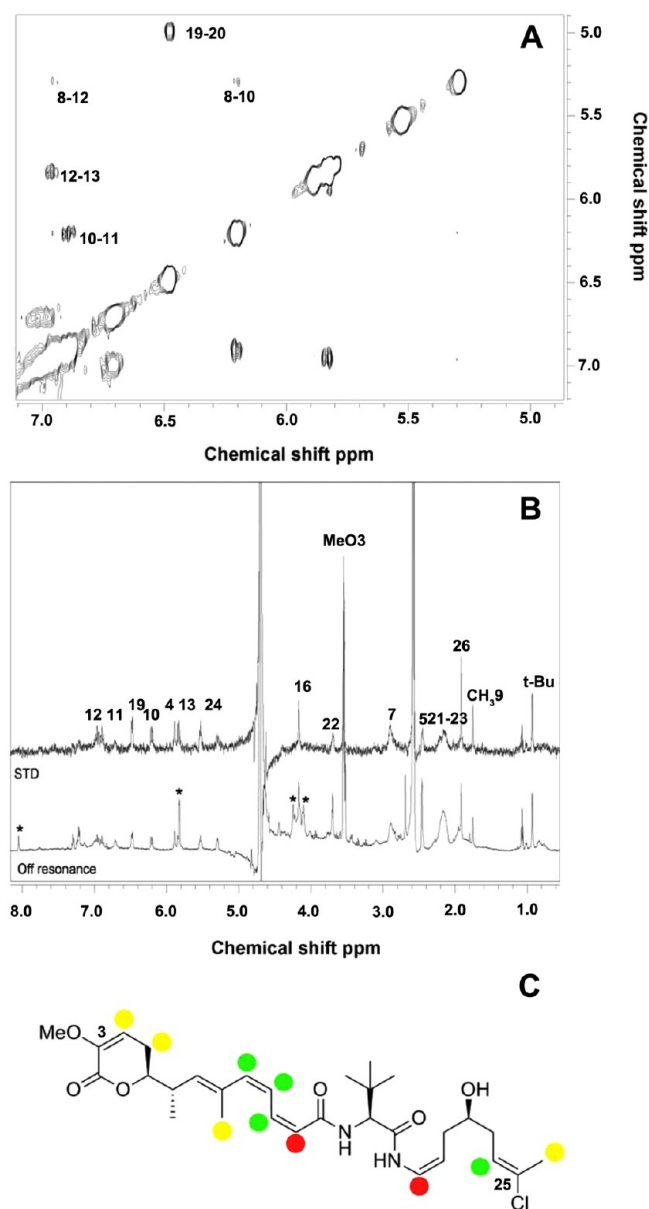 A
19-20
8-12
8-10
12-13
10-11
5.0
5.5
6.0
6.5
7.0
Chemical shift ppm
7.0
6.0
6.5
5.5
5.0
Chemical shift ppm
B
MeO3
26
CH₃9
t-Bu
16
12 11 19 10 4 13 24
22
7
521-23
STD
*
*
* *
Off resonance
8.0 7.0 6.0 5.0 4.0 3.0 2.0 1.0
Chemical shift ppm
C
MeO
3
O
O
O
N
H
O
HN
OH
25
Cl